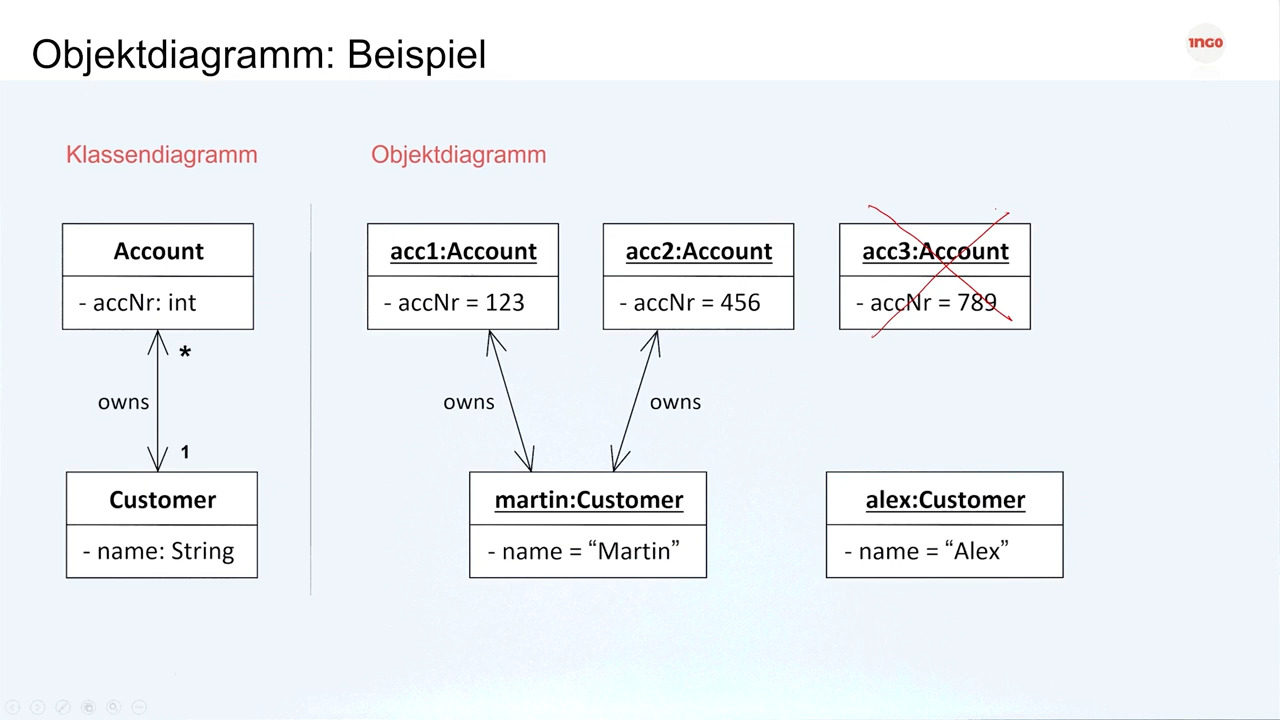 Objektdiagramm: Beispiel
1NGO
Klassendiagramm
Objektdiagramm
Account
- accNr: int
*
owns
1
Customer
- name: String
acc1:Account
- accNr = 123
acc2:Account
- accNr = 456
acc3:Account
- accNr = 789
owns
owns
martin:Customer
- name = “Martin”
alex:Customer
- name = “Alex”